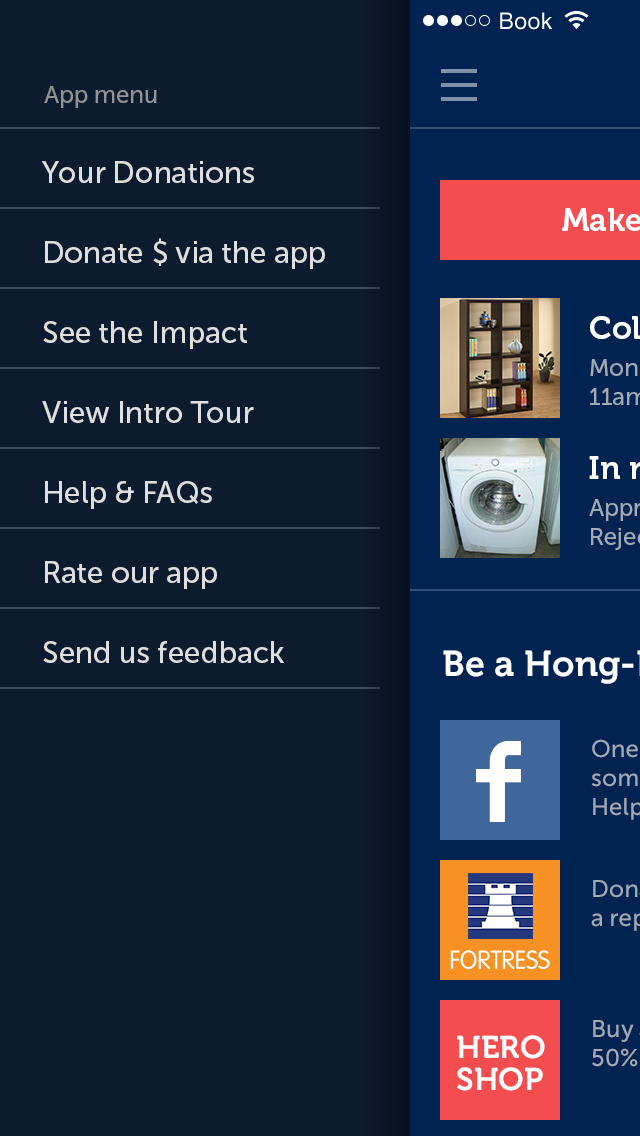 Book
App menu
Your Donations
Donate $ via the app
See the Impact
View Intro Tour
Help & FAQs
Rate our app
Send us feedback
Make
Col
Mon
11am
In
Appr
Reje
Be a Hong-
One
som
Help
Dona
a rep
FORTRESS
Buy
50%
HERO
SHOP